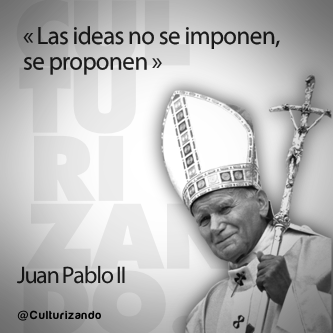 « Las ideas no se imponen,
se proponen »
CUL
TU
RI
ZAN
DO
Juan Pablo II
@Culturizando